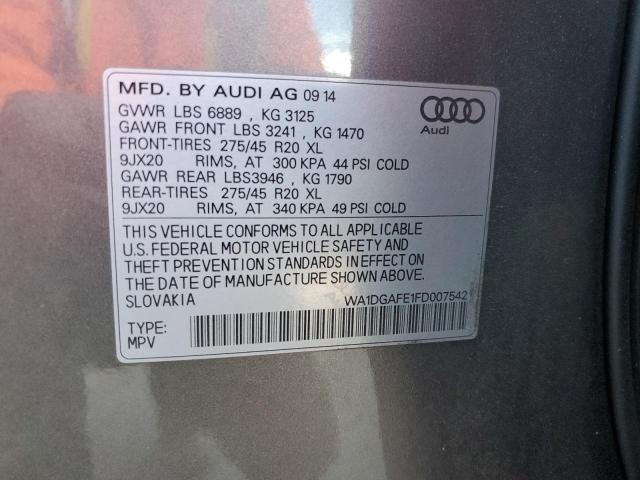 MFD. BY AUDI AG 09 14
GVWR LBS 6889 , KG 3125
GAWR FRONT LBS 3241 , KG 1470
FRONT-TIRES 275/45 R20 XL
9JX20 RIMS, AT 300 KPA 44 PSI COLD
GAWR REAR LBS3946 , KG 1790
REAR-TIRES 275/45 R20 XL
9JX20 RIMS, AT 340 KPA 49 PSI COLD
Audi
THIS VEHICLE CONFORMS TO ALL APPLICABLE
U.S. FEDERAL MOTOR VEHICLE SAFETY AND
THEFT PREVENTION STANDARDS IN EFFECT ON
THE DATE OF MANUFACTURE SHOWN ABOVE.
SLOVAKIA WA1DGAFE1FD007542
TYPE:
MPV